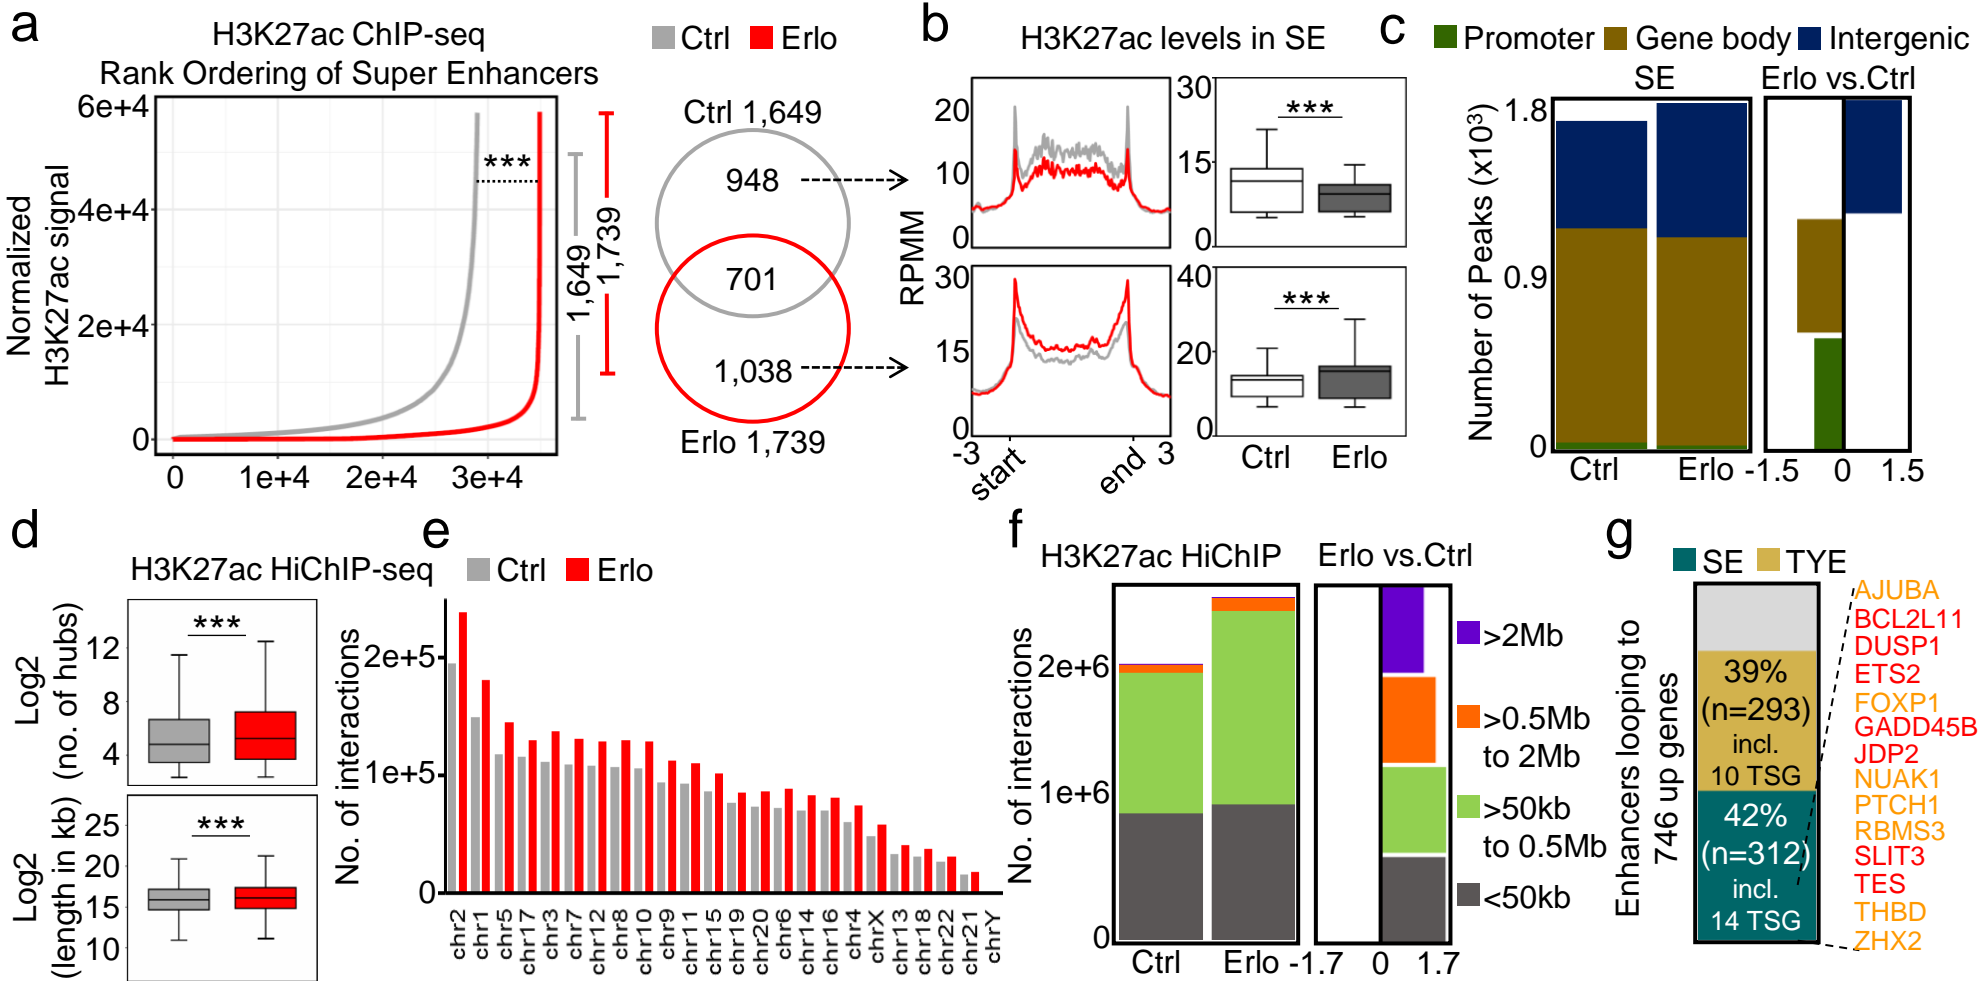 a
H3K27ac ChIP-seq
Rank Ordering of Super Enhancers
Ctrl
Erlo
Normalized
H3K27ac signal
6e+4
4e+4
2e+4
0
0
1e+4
2e+4
3e+4
***
1,649
1,739
Ctrl 1,649
948
701
1,038
Erlo 1,739
b
H3K27ac levels in SE
RPMM
20
10
0
30
15
0
***
30
15
0
-3
start
end
3
***
40
20
0
Ctrl
Erlo
c
Promoter
Gene body
Intergenic
SE
Erlo vs.Ctrl
Number of Peaks (x10³)
1.8
0.9
0
Ctrl
Erlo
-1.5
0
1.5
d
H3K27ac HiChIP-seq
Log2
(no. of hubs)
12
8
4
***
Log2
(length in kb)
25
20
15
10
***
e
Ctrl
Erlo
No. of interactions
2e+5
1e+5
0
chr2
chr1
chr5
chr17
chr3
chr7
chr12
chr8
chr10
chr9
chr11
chr15
chr19
chr20
chr6
chr14
chr16
chr4
chrX
chr13
chr18
chr22
chr21
chrY
f
H3K27ac HiChIP
Erlo vs.Ctrl
No. of interactions
2e+6
1e+6
0
Ctrl
Erlo
-1.7
0
1.7
>2Mb
>0.5Mb
to 2Mb
>50kb
to 0.5Mb
<50kb
g
SE
TYE
Enhancers looping to
746 up genes
39%
(n=293)
incl.
10 TSG
42%
(n=312)
incl.
14 TSG
AJUBA
BCL2L11
DUSP1
ETS2
FOXP1
GADD45B
JDP2
NUAK1
PTCH1
RBMS3
SLIT3
TES
THBD
ZHX2